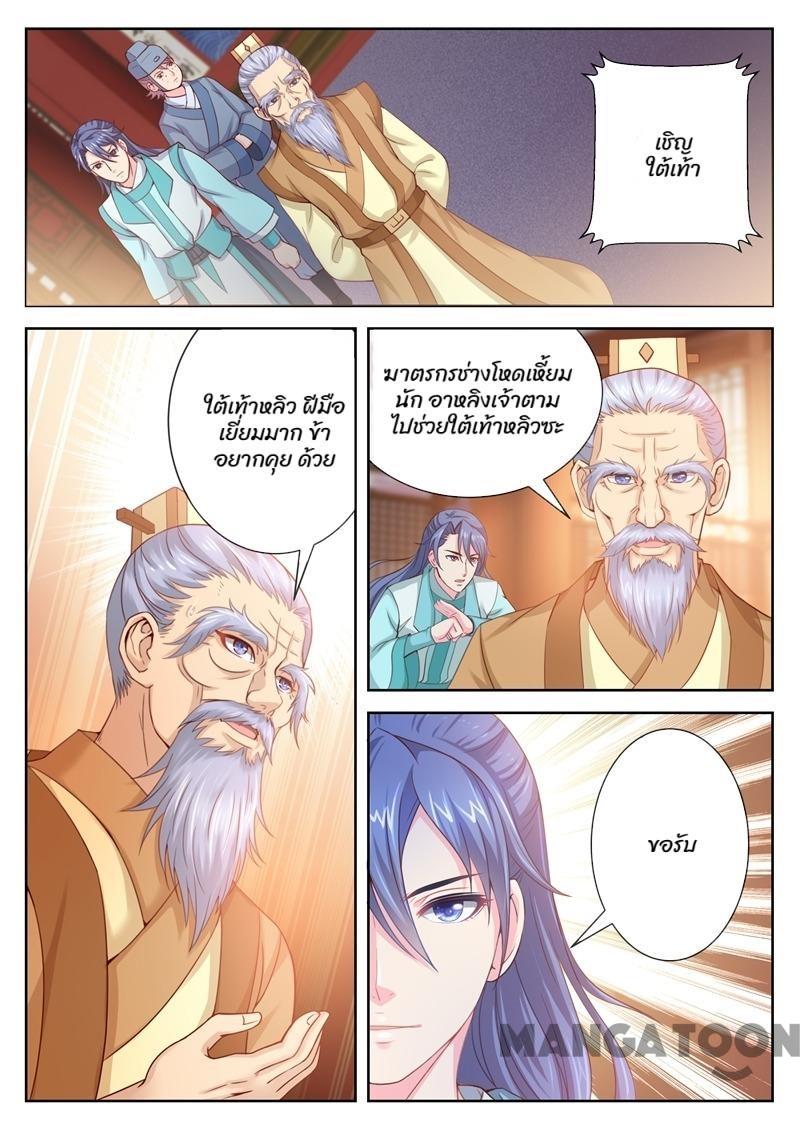 เชิญ
ใต้เท้า
ใต้เท้าหลิว ฝีมือ
เยี่ยมมาก ข้า
อยากคุย ด้วย
ฆาตรกรช่างโหดเหี้ยม
นัก อาหลิงเจ้าตาม
ไปช่วยใต้เท้าหลิวซะ
ขอรับ
MANGATOON